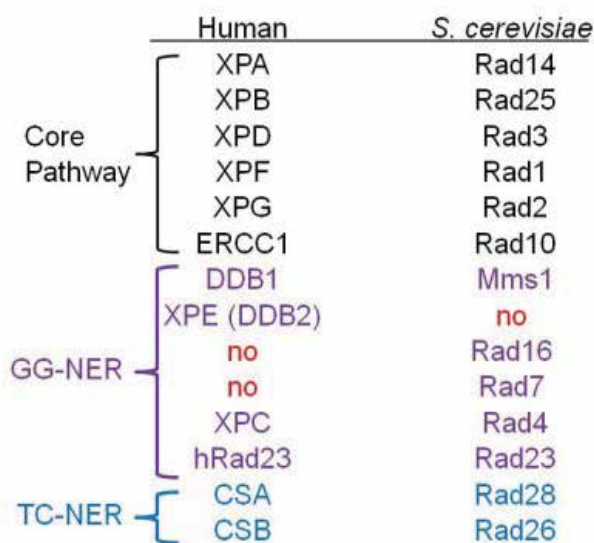 Human S. cerevisiae
XPA Rad14
XPB Rad25
Core XPD Rad3
Pathway XPF Rad1
XPG Rad2
ERCC1 Rad10
DDB1 Mms1
XPE (DDB2) no
no Rad16
GG-NER no Rad7
XPC Rad4
hRad23 Rad23
CSA Rad28
TC-NER CSB Rad26